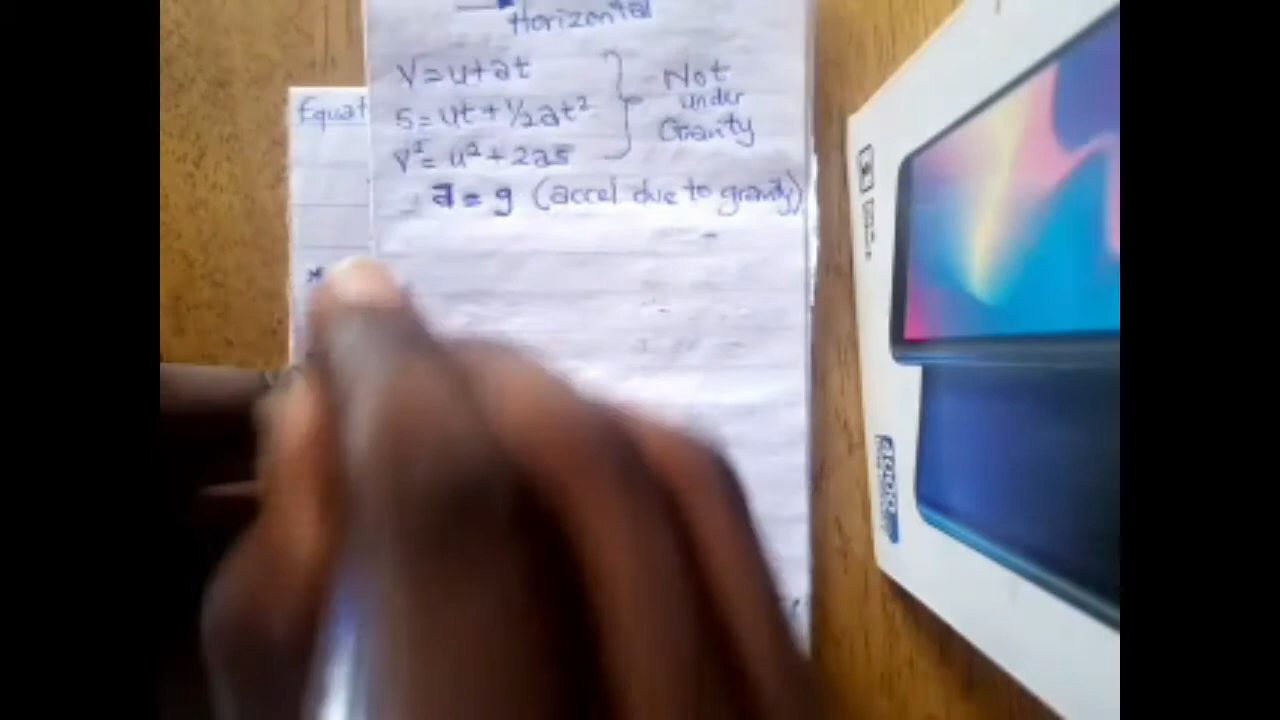 Horizontal
V=u+at
S=ut+½at²
V²=u²+2as
Not
under
Gravity
a=g (accel due to gravity)
Equat
*